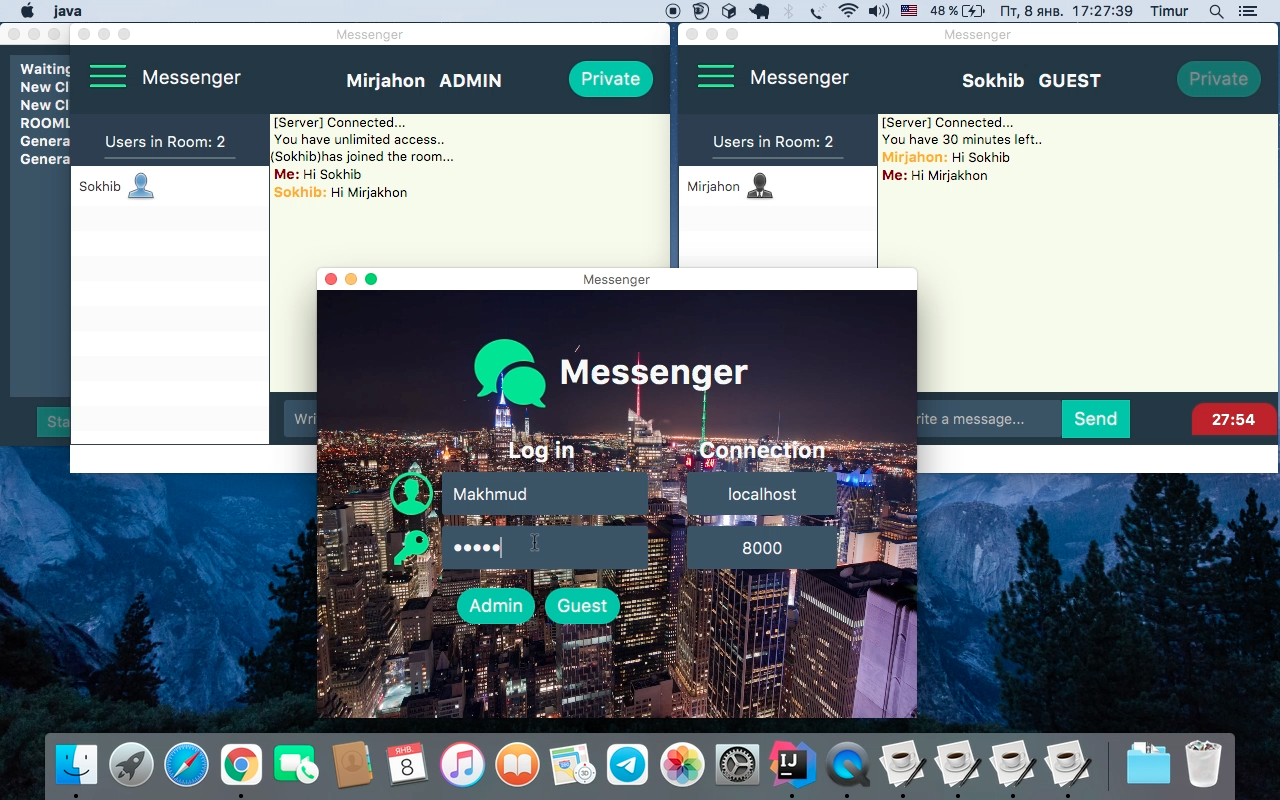 java
48 %
Пт, 8 янв. 17:27:39
Timur
Waiting
New Cl
New Cl
ROOML
Genera
Genera
Sta
Messenger
Messenger
Mirjahon ADMIN
Private
Users in Room: 2
Sokhib
[Server] Connected...
You have unlimited access..
(Sokhib)has joined the room...
Me: Hi Sokhib
Sokhib: Hi Mirjakhon
Wri
Messenger
Messenger
Sokhib GUEST
Private
Users in Room: 2
Mirjahon
[Server] Connected...
You have 30 minutes left..
Mirjahon: Hi Sokhib
Me: Hi Mirjakhon
rite a message...
Send
27:54
Messenger
Messenger
Log in
Connection
Makhmud
localhost
●●●●●
8000
Admin
Guest
ЯНВ.
8
3D
IJ